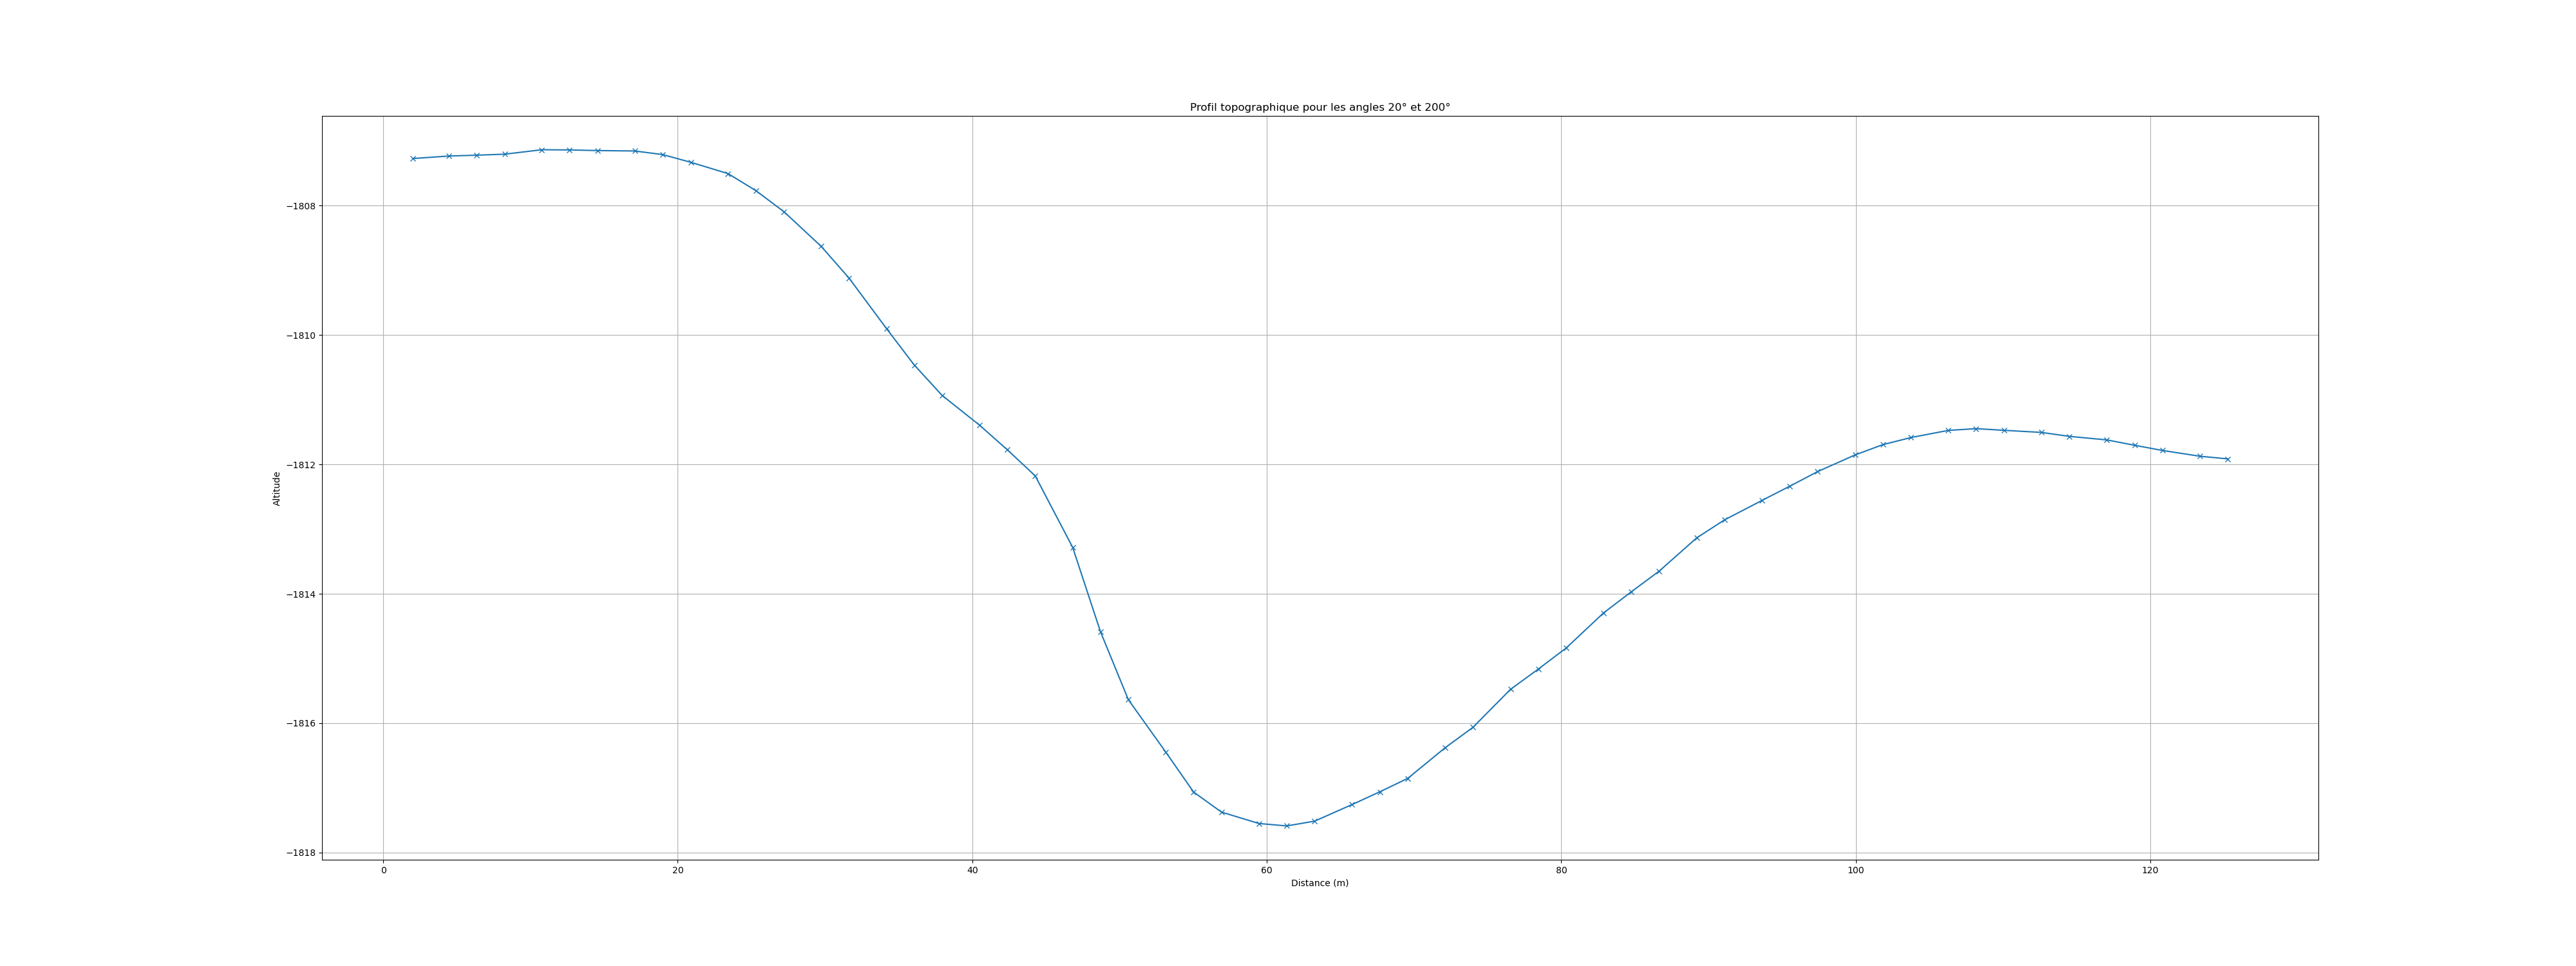 Profil topographique pour les angles 20° et 200°
−1808
−1810
−1812
−1814
−1816
−1818
Altitude
0 20 40 60 80 100 120
Distance (m)